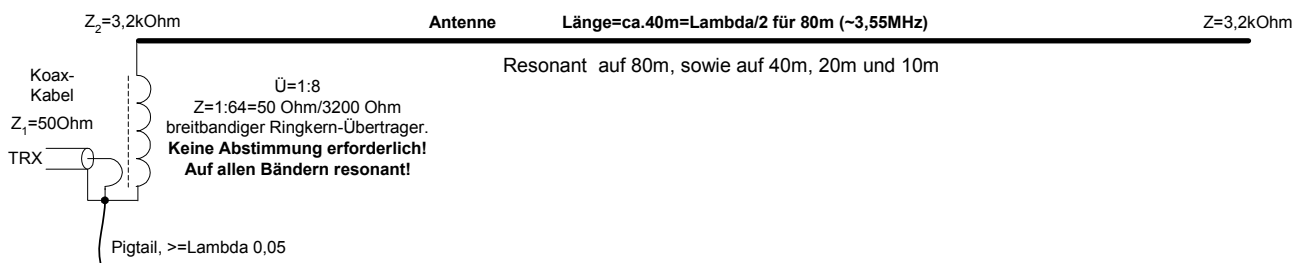 Z2=3,2kOhm
Antenne
Länge=ca.40m=Lambda/2 für 80m (~3,55MHz)
Z=3,2kOhm
Resonant auf 80m, sowie auf 40m, 20m und 10m
Koax-
Kabel
Z1=50Ohm
TRX
Ü=1:8
Z=1:64=50 Ohm/3200 Ohm
breitbandiger Ringkern-Übertrager.
Keine Abstimmung erforderlich!
Auf allen Bändern resonant!
Pigtail, >=Lambda 0,05